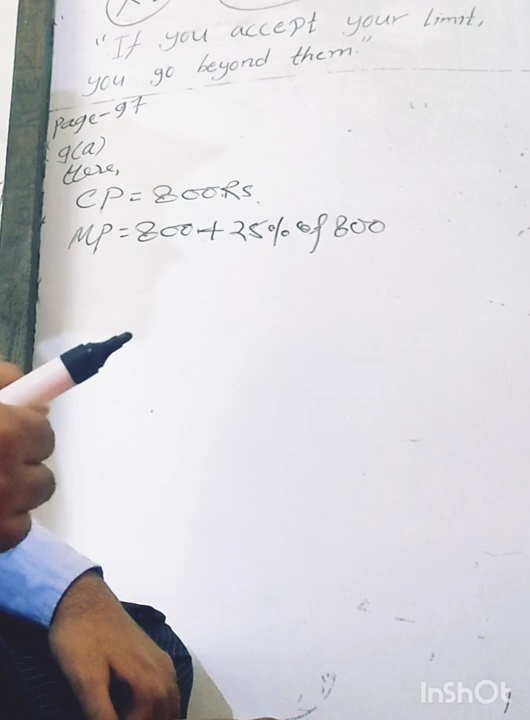 "If you accept your limit,
you go beyond them."
Page-97
9(a)
Here,
CP = 800Rs.
MP = 800 + 25% of 800
InShOt